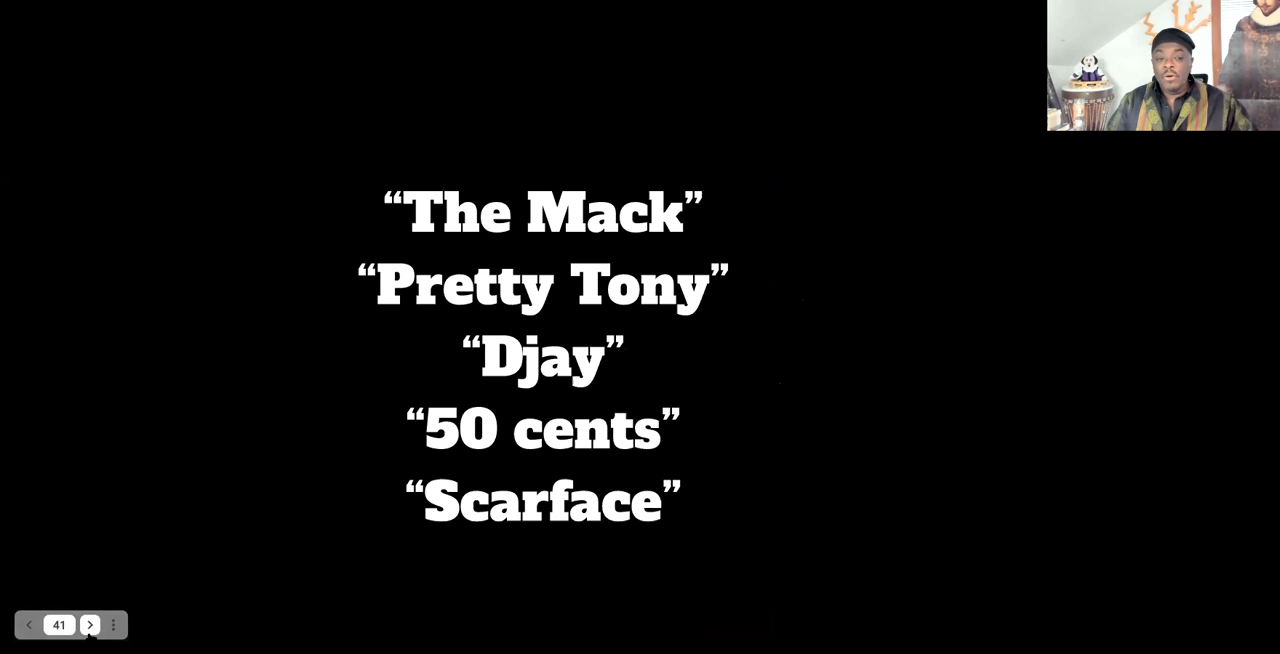 “The Mack”
“Pretty Tony”
“Djay”
“50 cents”
“Scarface”
41